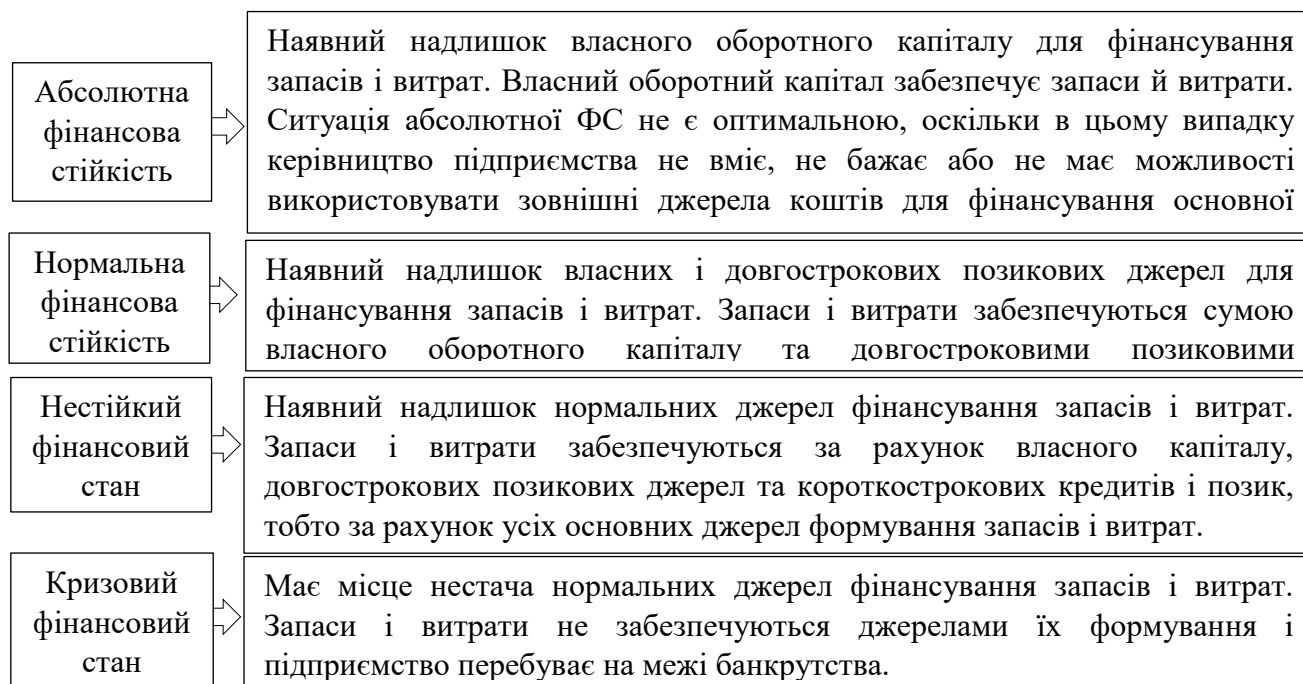 Абсолютна
фінансова
стійкість
Наявний надлишок власного оборотного капіталу для фінансування
запасів і витрат. Власний оборотний капітал забезпечує запаси й витрати.
Ситуація абсолютної ФС не є оптимальною, оскільки в цьому випадку
керівництво підприємства не вміє, не бажає або не має можливості
використовувати зовнішні джерела коштів для фінансування основної
Нормальна
фінансова
стійкість
Наявний надлишок власних і довгострокових позикових джерел для
фінансування запасів і витрат. Запаси і витрати забезпечуються сумою
власного оборотного капіталу та довгостроковими позиковими
Нестійкий
фінансовий
стан
Наявний надлишок нормальних джерел фінансування запасів і витрат.
Запаси і витрати забезпечуються за рахунок власного капіталу,
довгострокових позикових джерел та короткострокових кредитів і позик,
тобто за рахунок усіх основних джерел формування запасів і витрат.
Кризовий
фінансовий
стан
Має місце нестача нормальних джерел фінансування запасів і витрат.
Запаси і витрати не забезпечуються джерелами їх формування і
підприємство перебуває на межі банкрутства.